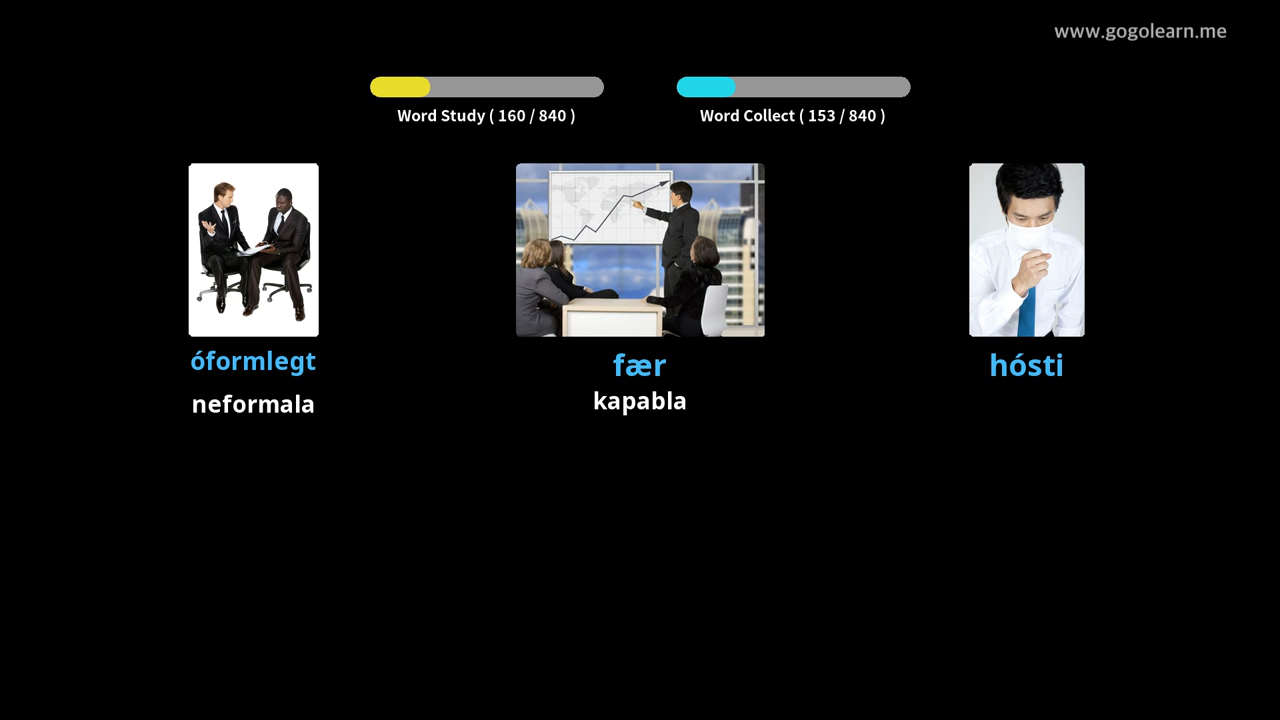 www.gogolearn.me
Word Study ( 160 / 840 )
Word Collect ( 153 / 840 )
óformlegt
fær
hósti
neformala
kapabla